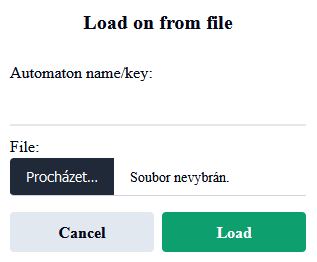 Load on from file
Automaton name/key:
File:
Procházet... Soubor nevybrán.
Cancel Load